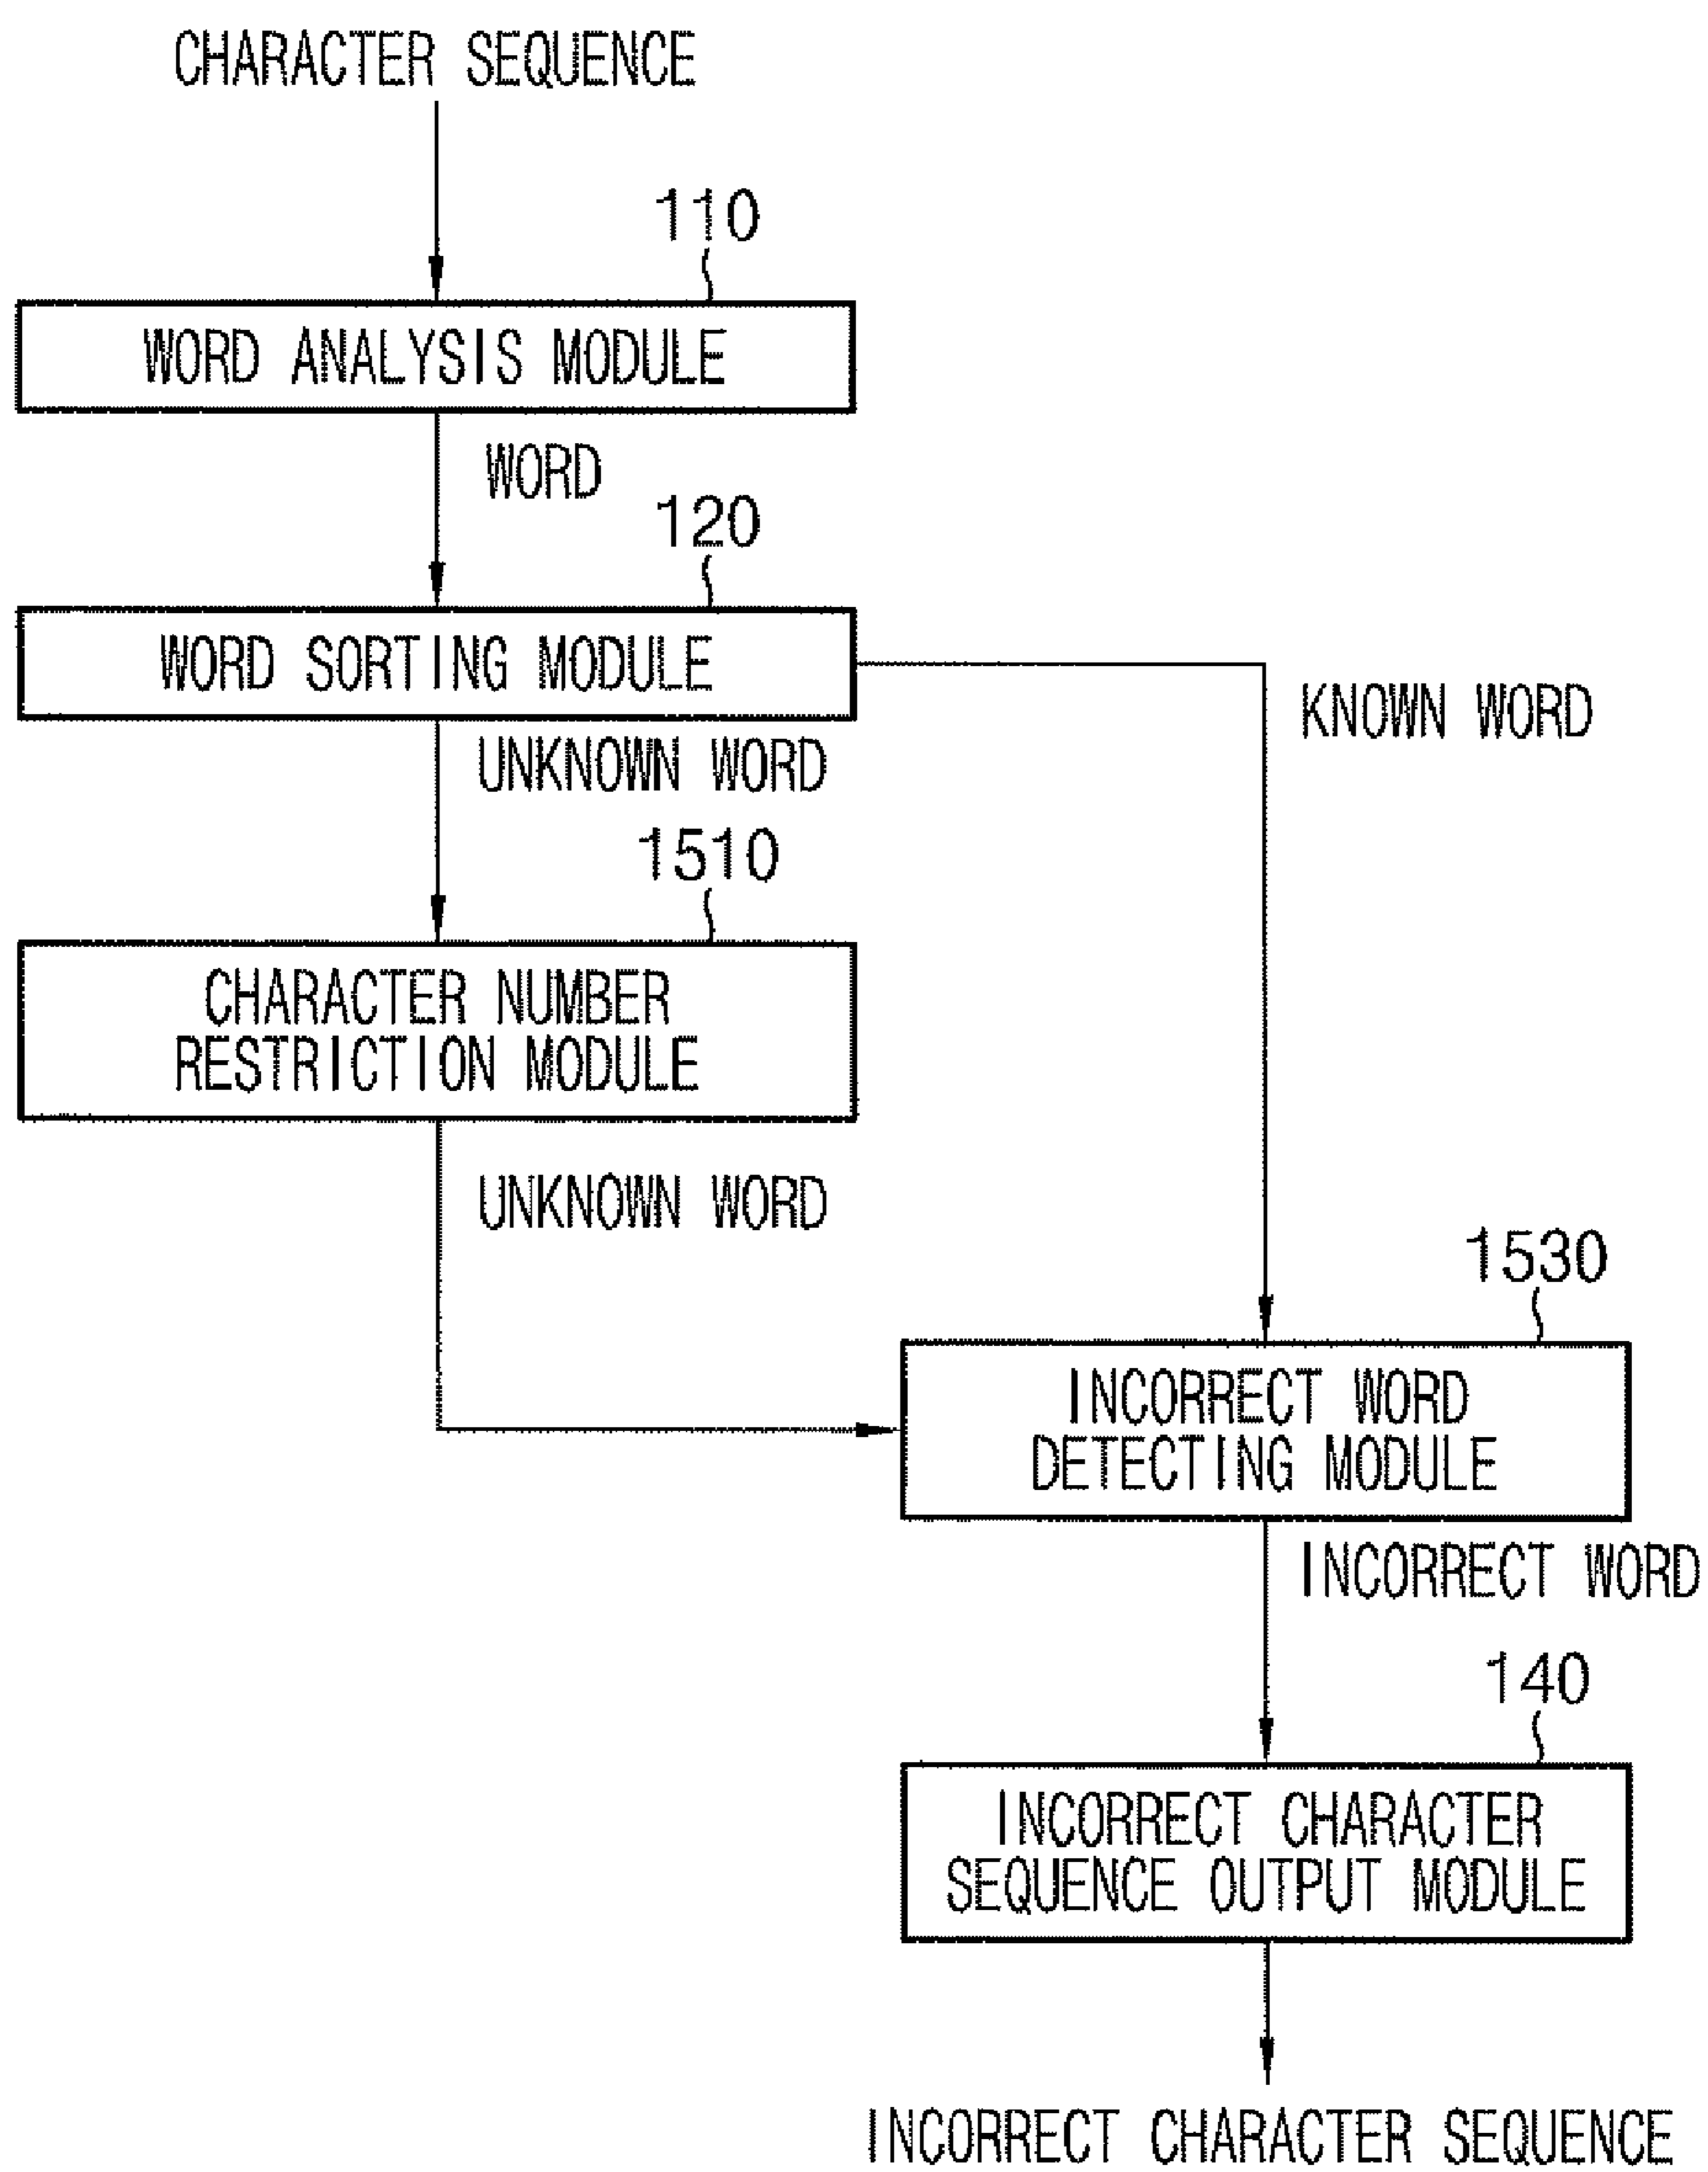 CHARACTER SEQUENCE
110
WORD ANALYSIS MODULE
WORD
120
WORD SORTING MODULE
KNOWN WORD
UNKNOWN WORD
1510
CHARACTER NUMBER
RESTRICTION MODULE
UNKNOWN WORD
1530
INCORRECT WORD
DETECTING MODULE
INCORRECT WORD
140
INCORRECT CHARACTER
SEQUENCE OUTPUT MODULE
INCORRECT CHARACTER SEQUENCE